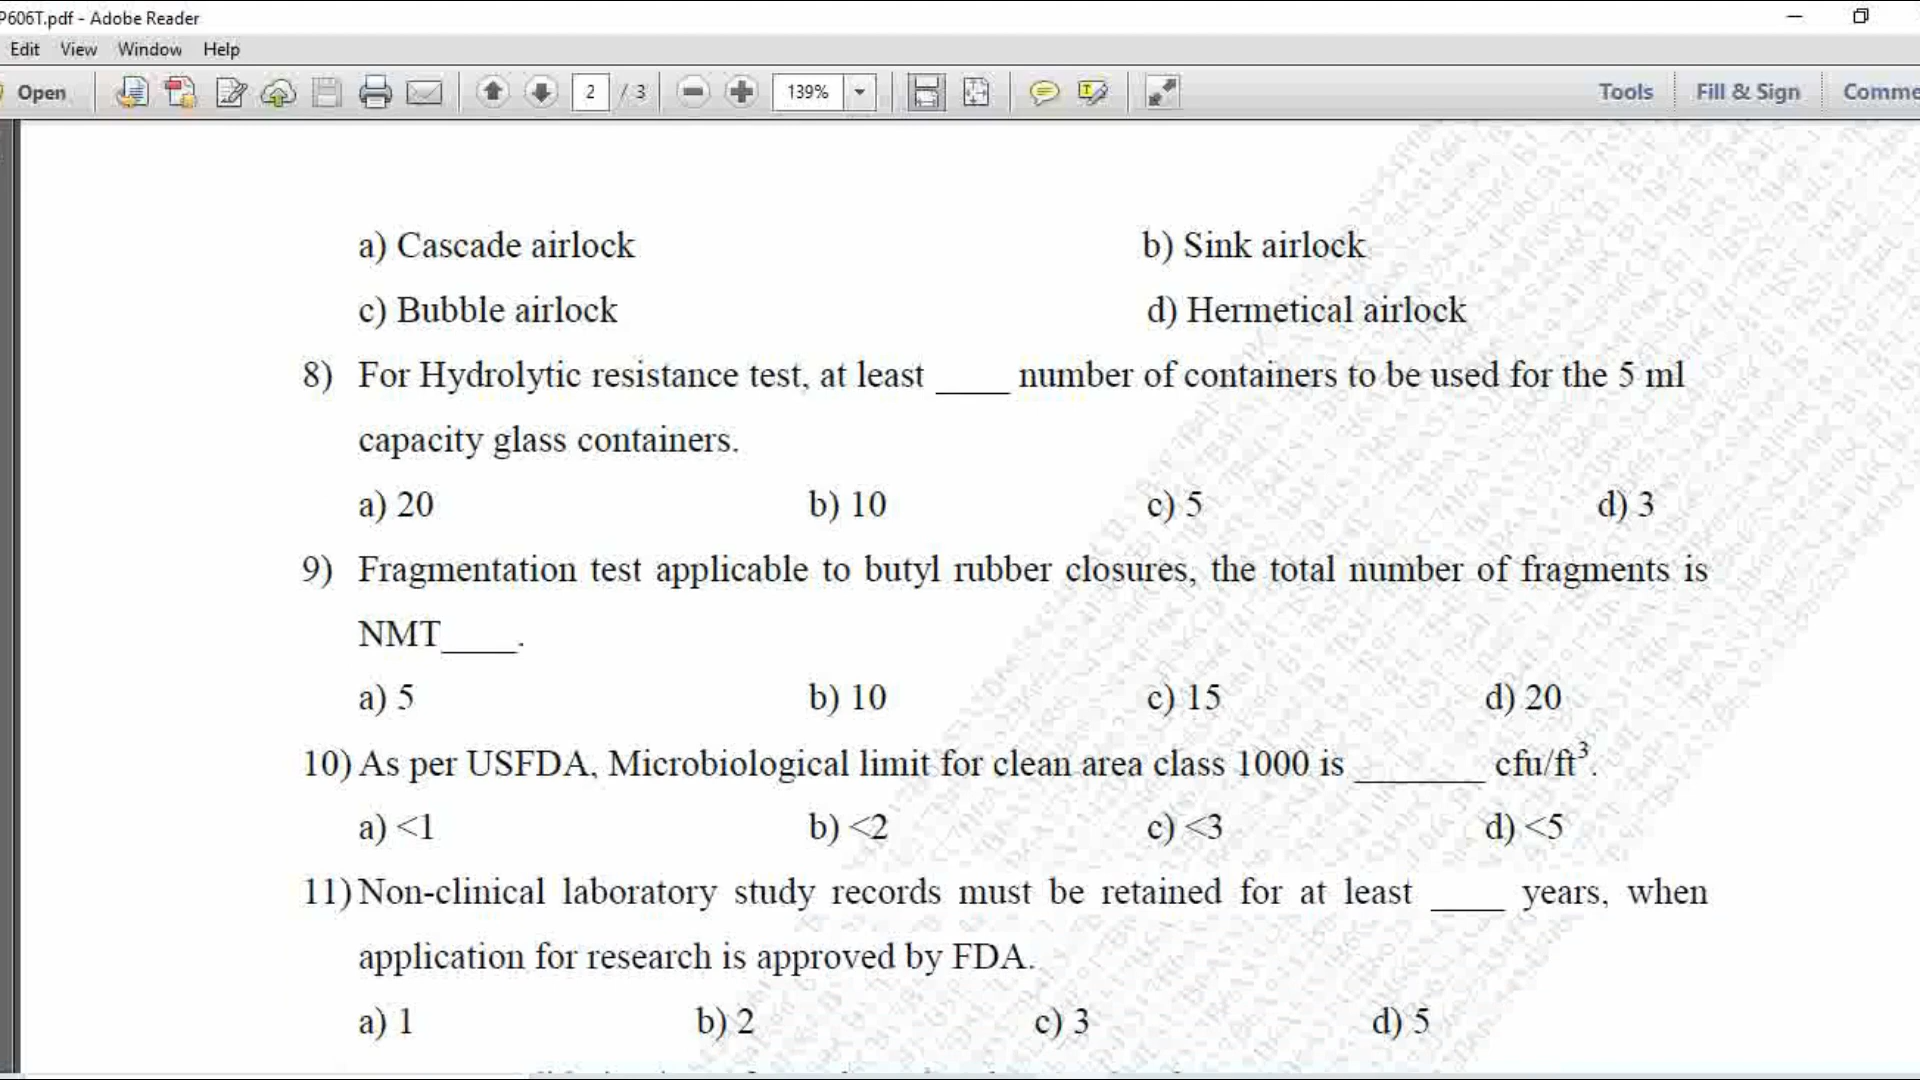 P606T.pdf - Adobe Reader
Edit View Window Help
Open 2 / 3 139% Tools Fill & Sign Comme
a) Cascade airlock b) Sink airlock
c) Bubble airlock d) Hermetical airlock
8) For Hydrolytic resistance test, at least ____ number of containers to be used for the 5 ml
capacity glass containers.
a) 20 b) 10 c) 5 d) 3
9) Fragmentation test applicable to butyl rubber closures, the total number of fragments is
NMT____.
a) 5 b) 10 c) 15 d) 20
10) As per USFDA, Microbiological limit for clean area class 1000 is _______ cfu/ft³.
a) <1 b) <2 c) <3 d) <5
11) Non-clinical laboratory study records must be retained for at least ____ years, when
application for research is approved by FDA.
a) 1 b) 2 c) 3 d) 5